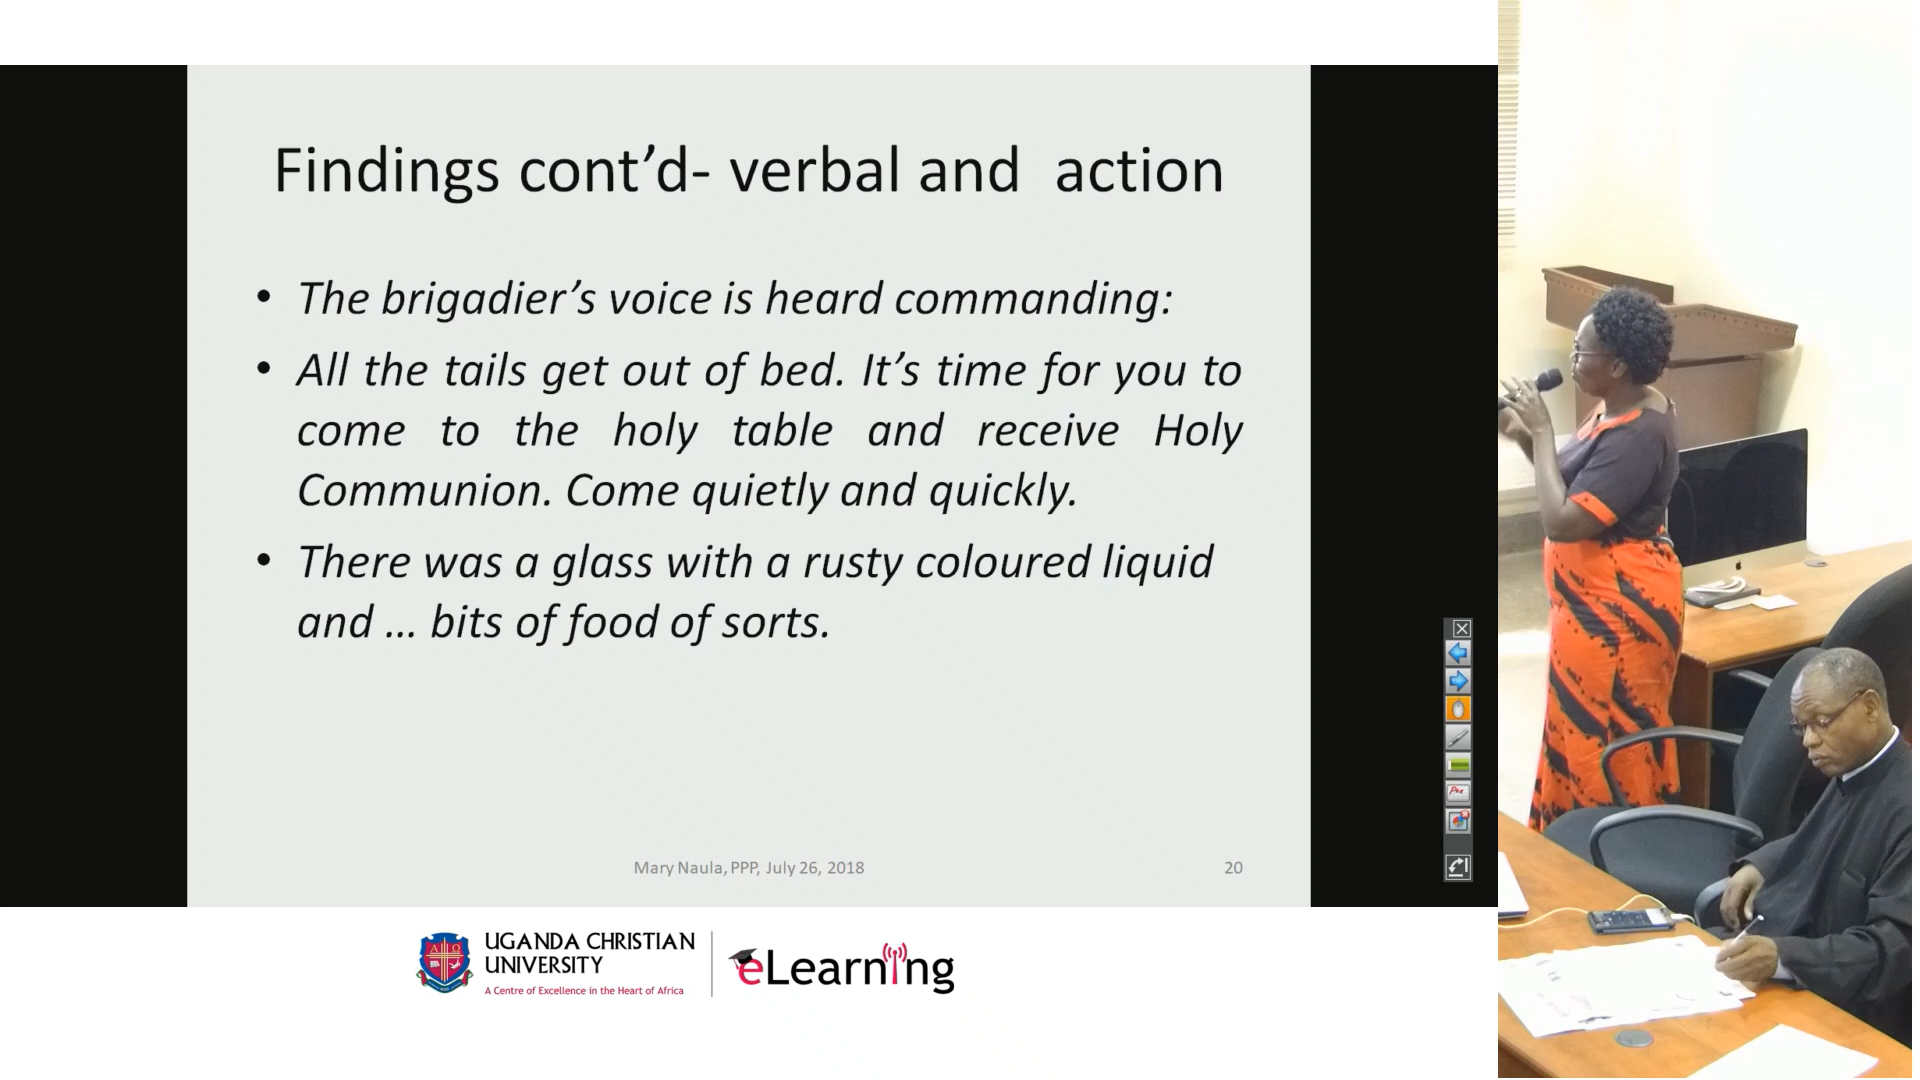 Findings cont’d- verbal and  action
• The brigadier’s voice is heard commanding:
• All the tails get out of bed. It’s time for you to
come to the holy table and receive Holy
Communion. Come quietly and quickly.
• There was a glass with a rusty coloured liquid
and … bits of food of sorts.
Mary Naula, PPP, July 26, 2018
20
UGANDA CHRISTIAN
UNIVERSITY
A Centre of Excellence in the Heart of Africa
eLearning